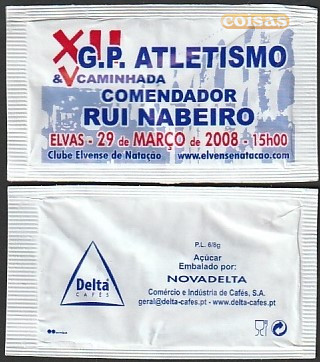 coisas
XII G.P. ATLETISMO
& V CAMINHADA
COMENDADOR
RUI NABEIRO
ELVAS - 29 de MARÇO de 2008 - 15h00
Clube Elvense de Natação www.elvensenatacao.com
P.L. 6/8g
Açúcar
Embalado por:
NOVADELTA
Comércio e Indústria de Cafés, S.A.
geral@delta-cafes.pt - www.delta-cafes.pt
Delta
CAFÉS